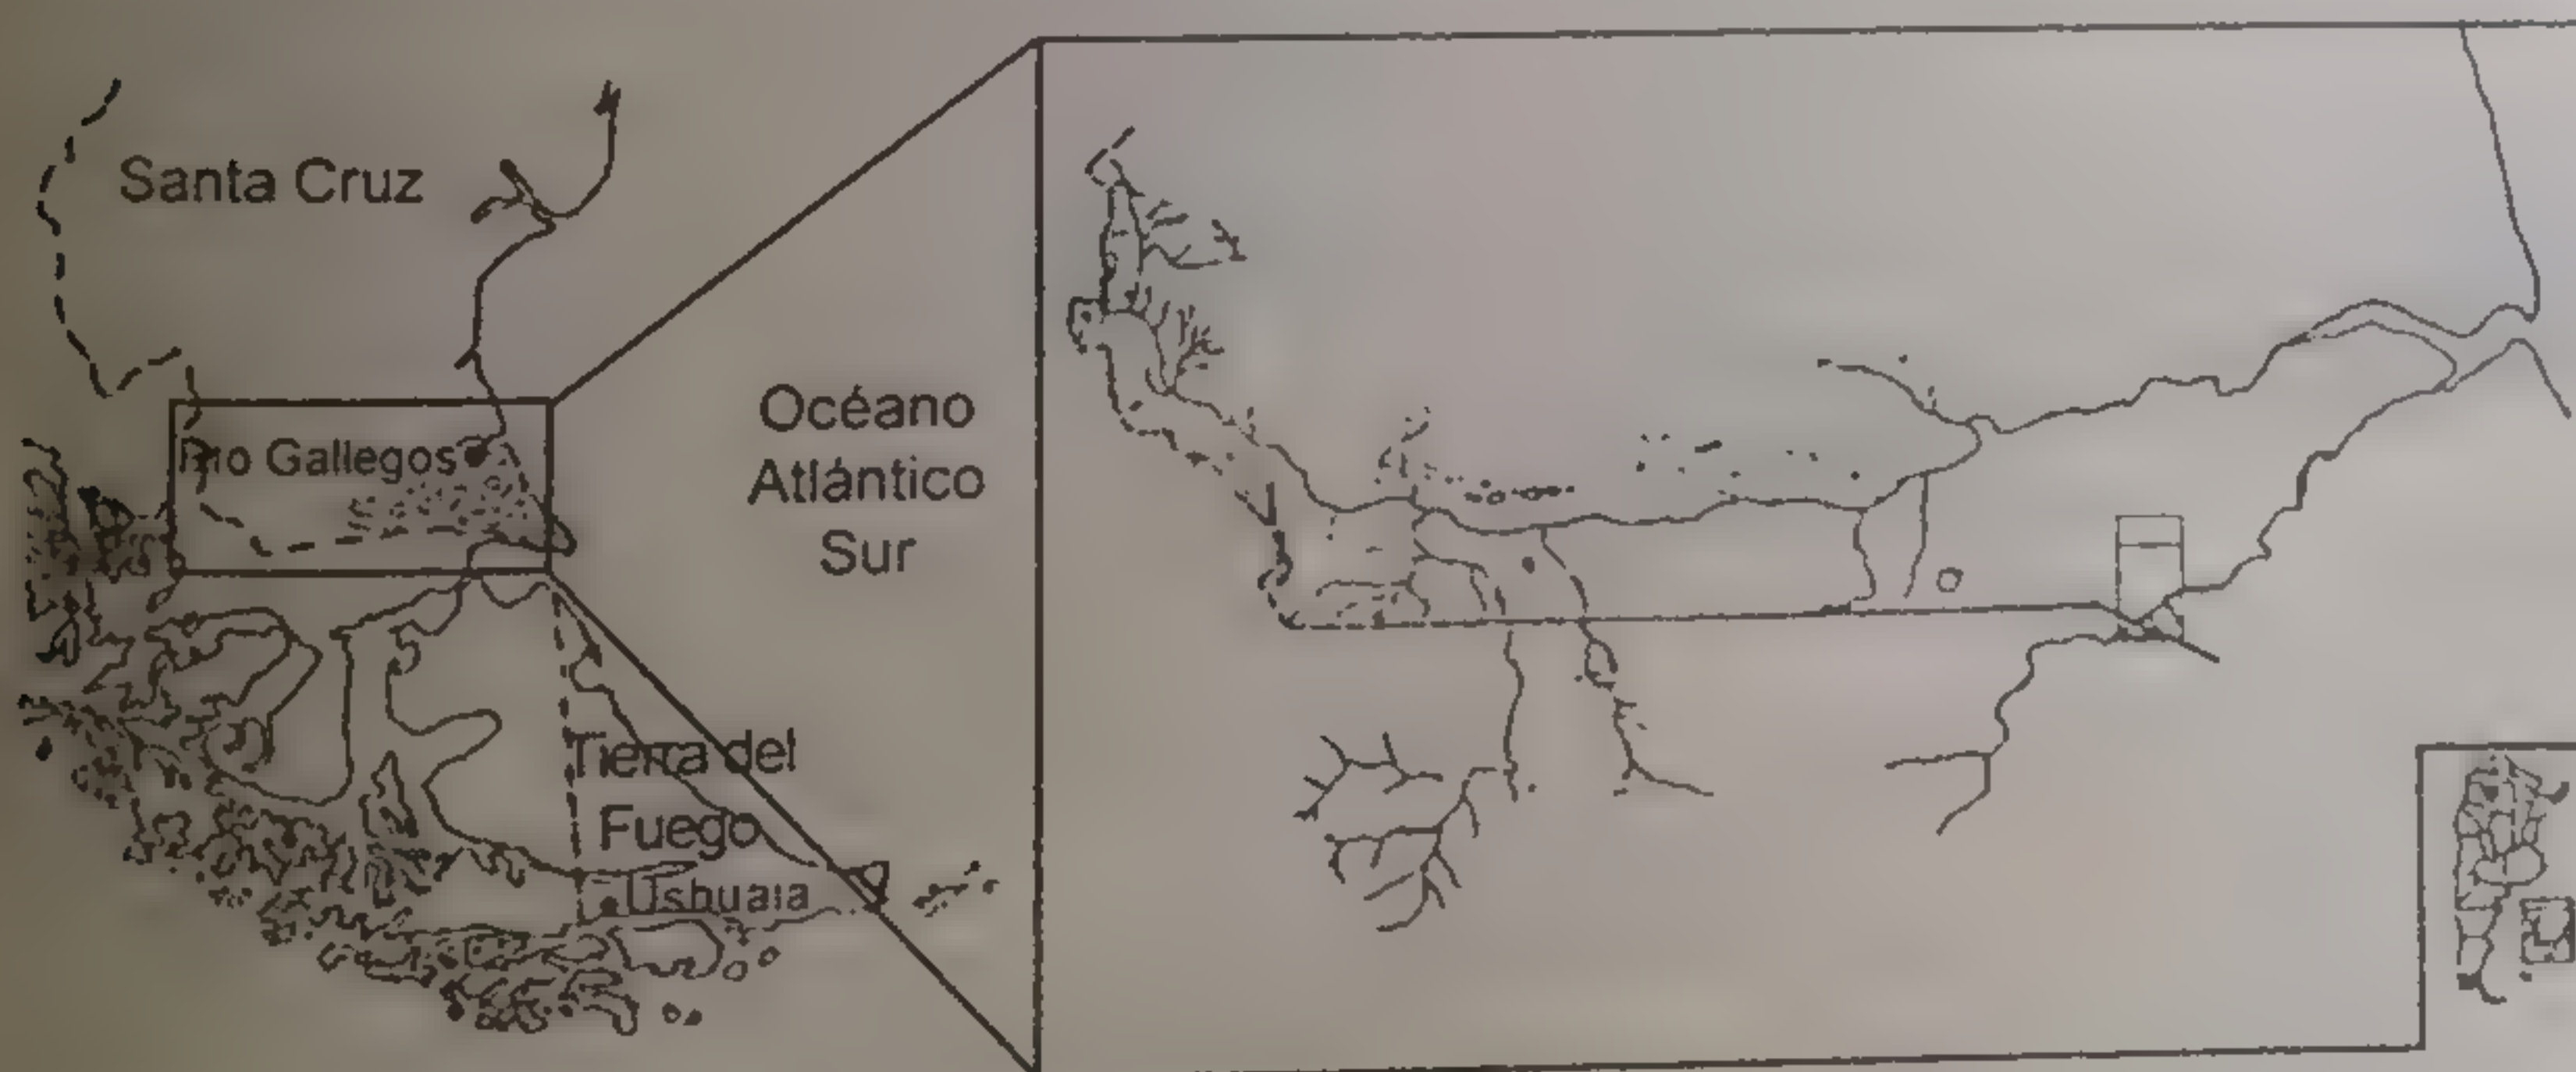 Santa Cruz
Río Gallegos
Océano
Atlántico
Sur
Tierra del
Fuego
Ushuaia